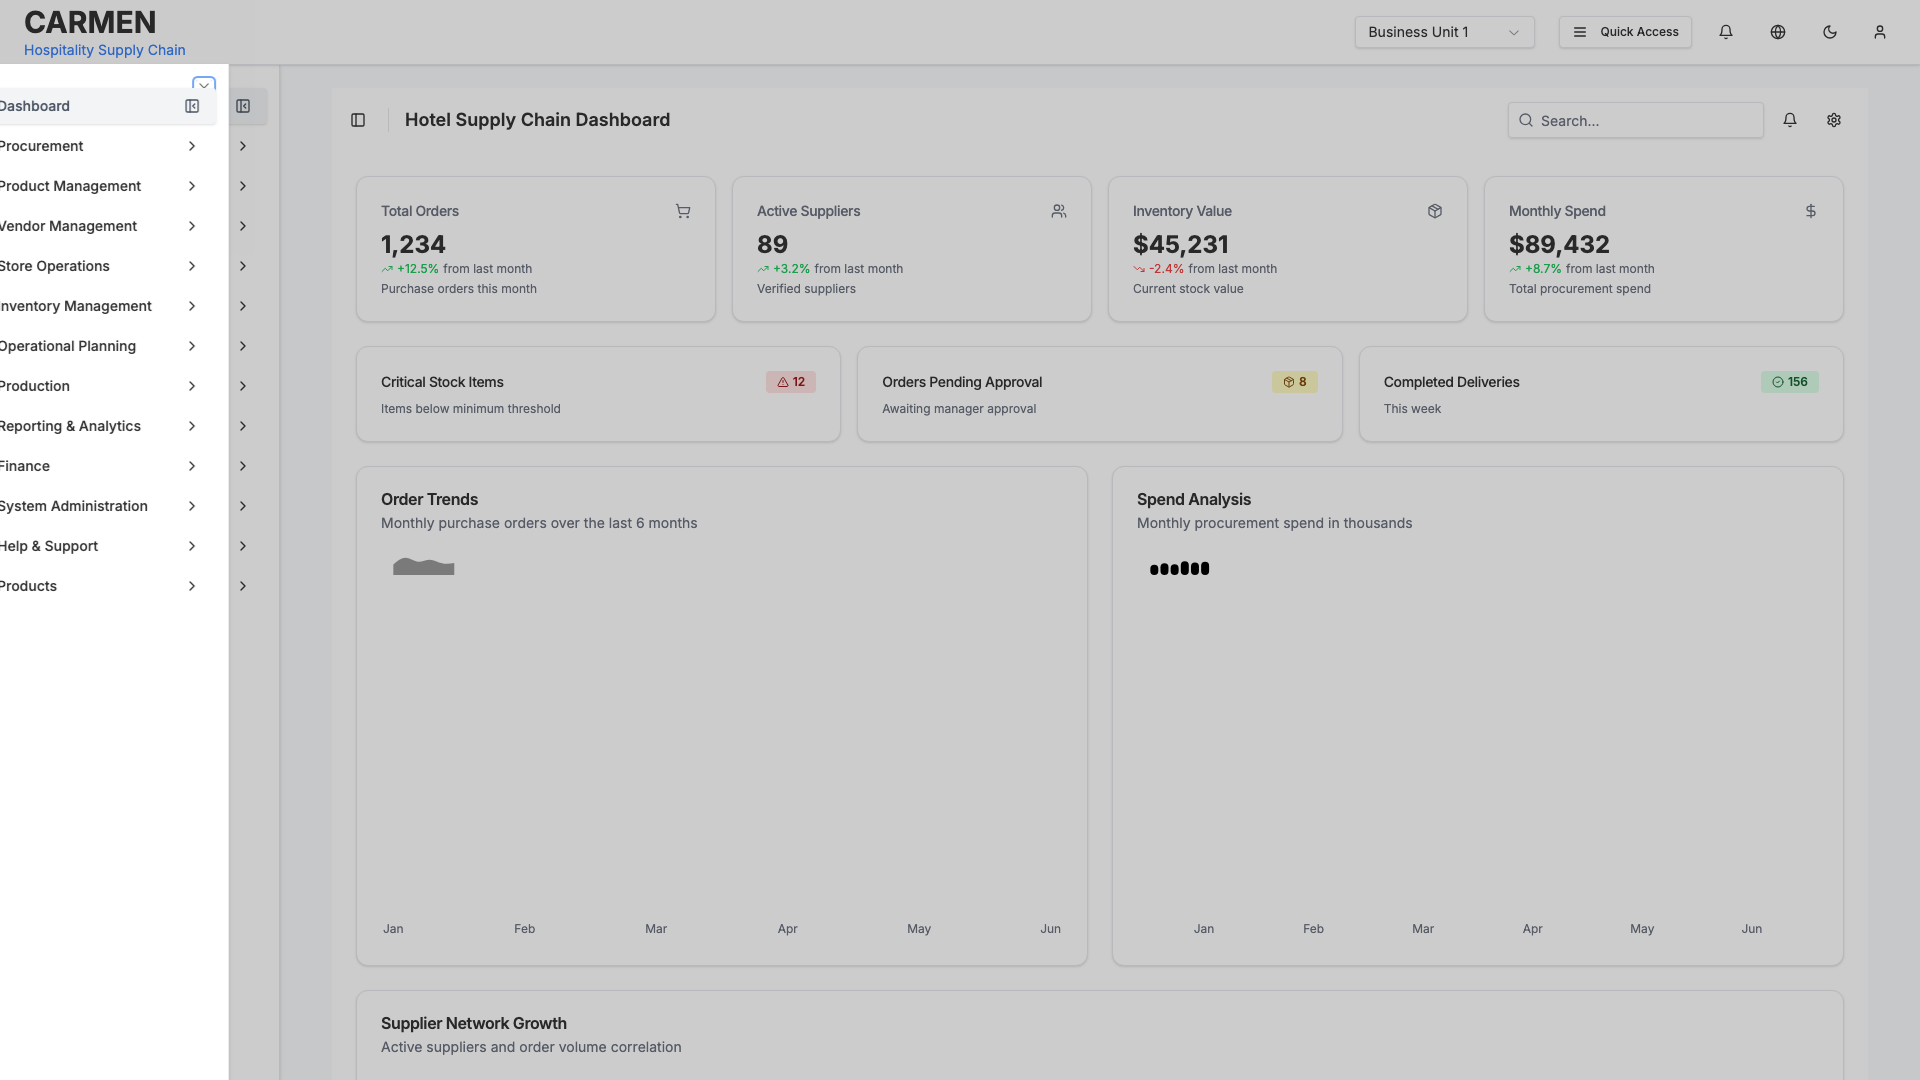 CARMEN
Hospitality Supply Chain
Business Unit 1
Quick Access
Dashboard
Procurement
Product Management
Vendor Management
Store Operations
Inventory Management
Operational Planning
Production
Reporting & Analytics
Finance
System Administration
Help & Support
Products
Hotel Supply Chain Dashboard
Search...
Total Orders
1,234
+12.5% from last month
Purchase orders this month
Active Suppliers
89
+3.2% from last month
Verified suppliers
Inventory Value
$45,231
-2.4% from last month
Current stock value
Monthly Spend
$89,432
+8.7% from last month
Total procurement spend
Critical Stock Items
12
Items below minimum threshold
Orders Pending Approval
8
Awaiting manager approval
Completed Deliveries
156
This week
Order Trends
Monthly purchase orders over the last 6 months
Jan Feb Mar Apr May Jun
Spend Analysis
Monthly procurement spend in thousands
Jan Feb Mar Apr May Jun
Supplier Network Growth
Active suppliers and order volume correlation